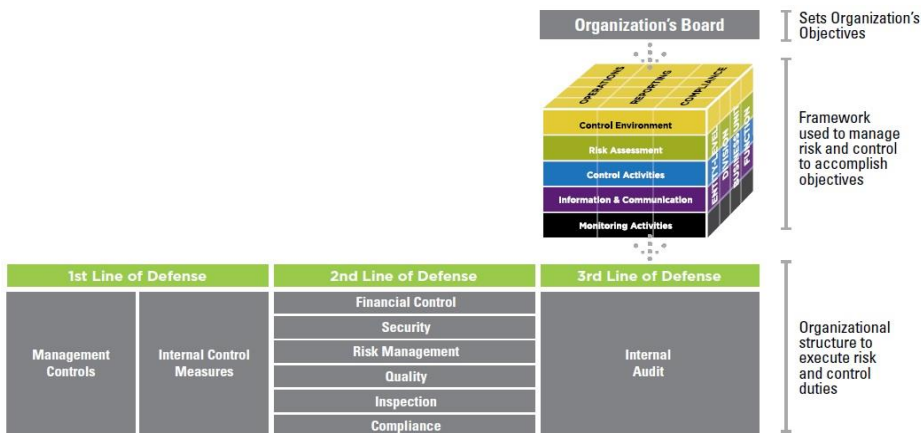 Organization's Board
Sets Organization's
Objectives
OPERATIONS
REPORTING
COMPLIANCE
Control Environment
Risk Assessment
Control Activities
Information & Communication
Monitoring Activities
ENTITY-LEVEL
DIVISION
BUSINESS UNIT
FUNCTION
Framework
used to manage
risk and control
to accomplish
objectives
1st Line of Defense
2nd Line of Defense
3rd Line of Defense
Management
Controls
Internal Control
Measures
Financial Control
Security
Risk Management
Quality
Inspection
Compliance
Internal
Audit
Organizational
structure to
execute risk
and control
duties